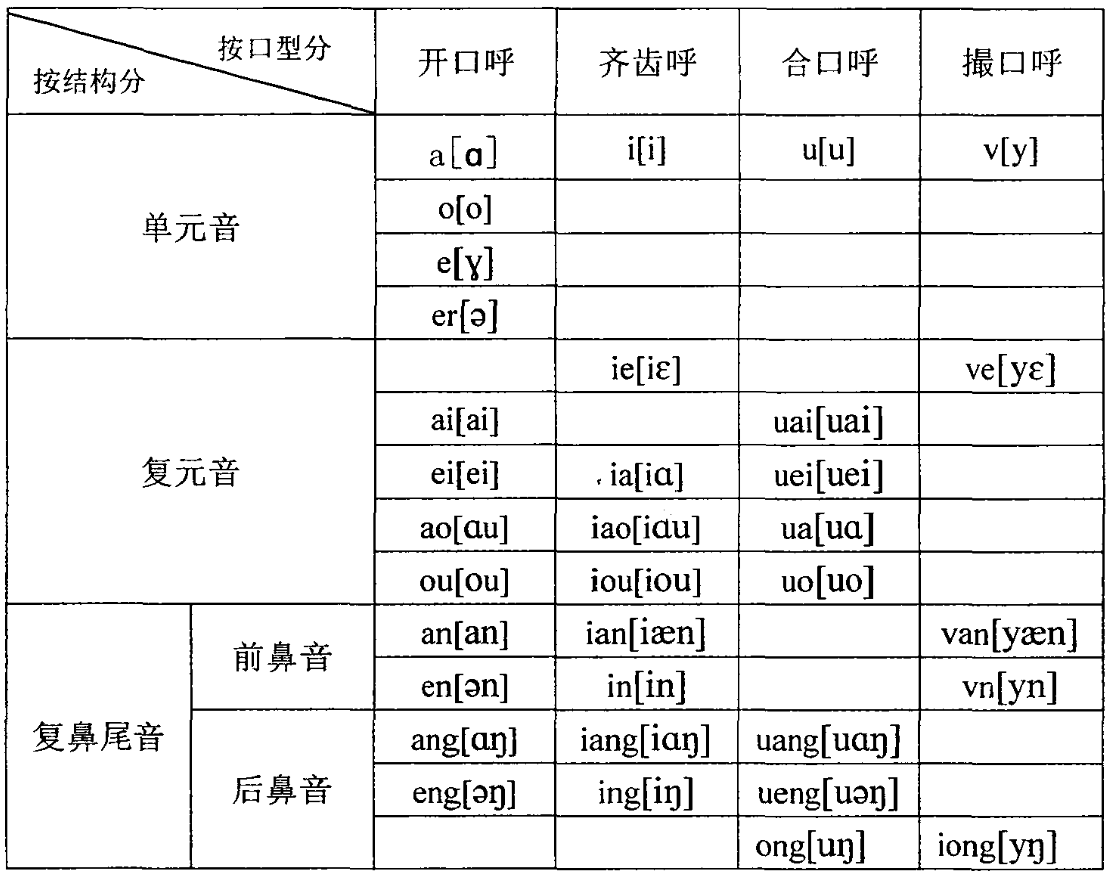 按口型分
按结构分
开口呼 齐齿呼 合口呼 撮口呼
单元音
a[ɑ] i[i] u[u] v[y]
o[o]
e[ɣ]
er[ə]
复元音
ie[iɛ] ve[yɛ]
ai[ai] uai[uai]
ei[ei] ia[iɑ] uei[uei]
ao[ɑu] iao[iɑu] ua[uɑ]
ou[ou] iou[iou] uo[uo]
复鼻尾音
前鼻音
an[an] ian[iæn] van[yæn]
en[ən] in[in] vn[yn]
后鼻音
ang[ɑŋ] iang[iɑŋ] uang[uɑŋ]
eng[əŋ] ing[iŋ] ueng[uəŋ]
ong[uŋ] iong[yŋ]